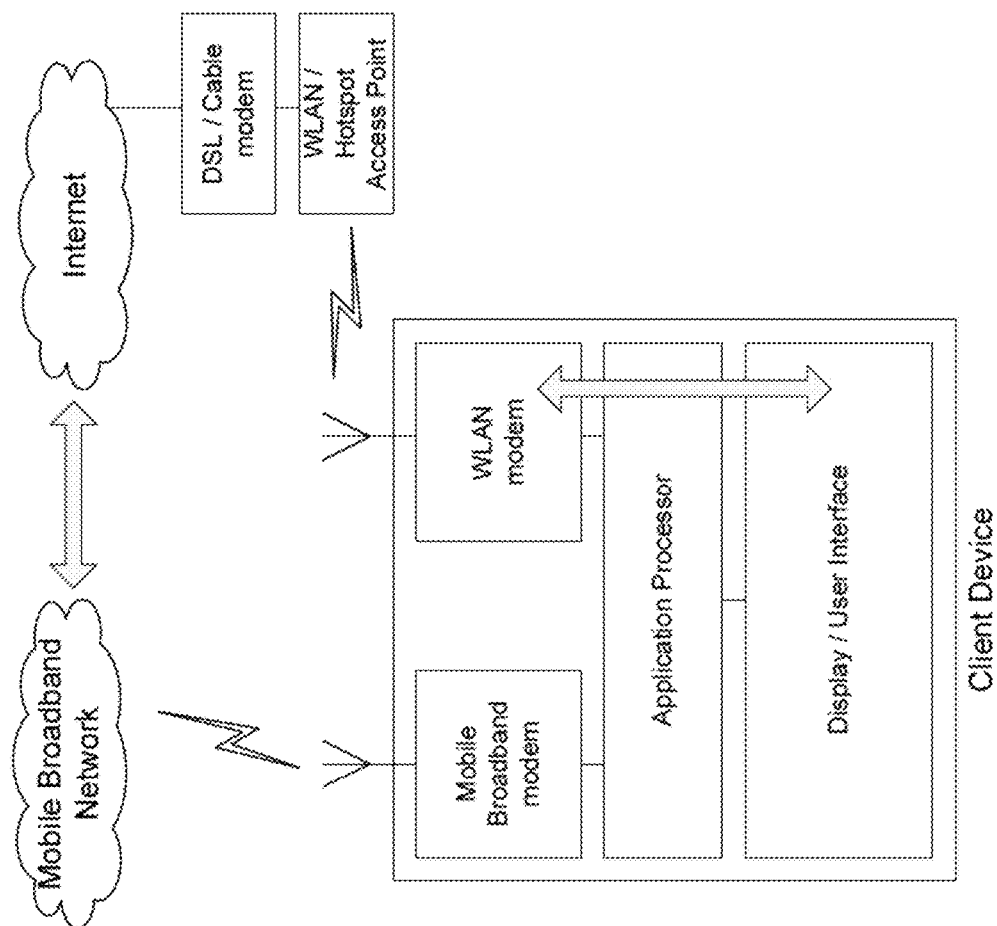 Mobile Broadband
Network
Internet
DSL / Cable
modem
WLAN /
Hotspot
Access Point
Mobile
Broadband
modem
WLAN
modem
Application Processor
Display / User Interface
Client Device